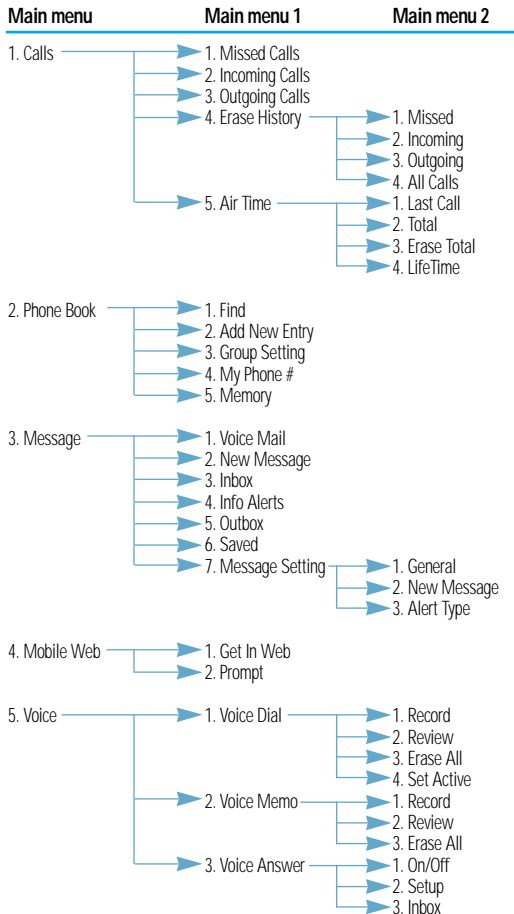 Main menu Main menu 1 Main menu 2
1. Calls 1. Missed Calls
2. Incoming Calls
3. Outgoing Calls
4. Erase History 1. Missed
2. Incoming
3. Outgoing
4. All Calls
5. Air Time 1. Last Call
2. Total
3. Erase Total
4. LifeTime
2. Phone Book 1. Find
2. Add New Entry
3. Group Setting
4. My Phone #
5. Memory
3. Message 1. Voice Mail
2. New Message
3. Inbox
4. Info Alerts
5. Outbox
6. Saved
7. Message Setting 1. General
2. New Message
3. Alert Type
4. Mobile Web 1. Get In Web
2. Prompt
5. Voice 1. Voice Dial 1. Record
2. Review
3. Erase All
4. Set Active
2. Voice Memo 1. Record
2. Review
3. Erase All
3. Voice Answer 1. On/Off
2. Setup
3. Inbox